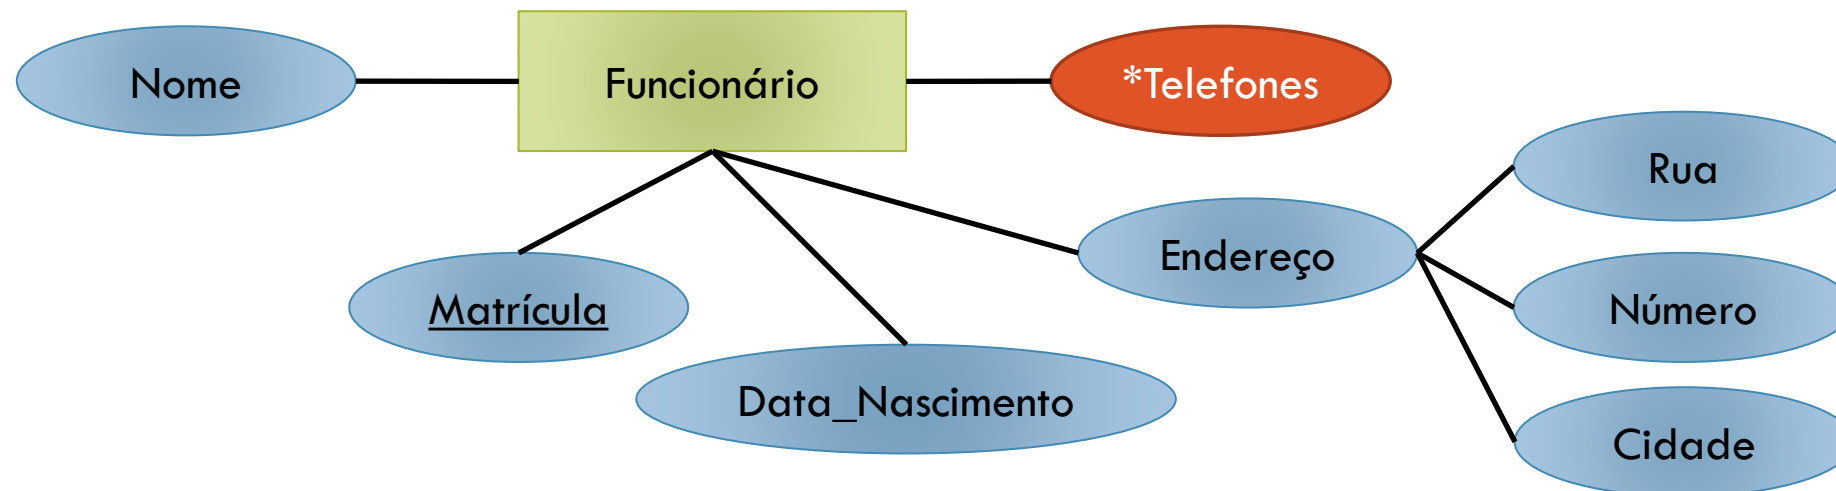 Nome
Funcionário
*Telefones
Rua
Endereço
Matrícula
Número
Data_Nascimento
Cidade